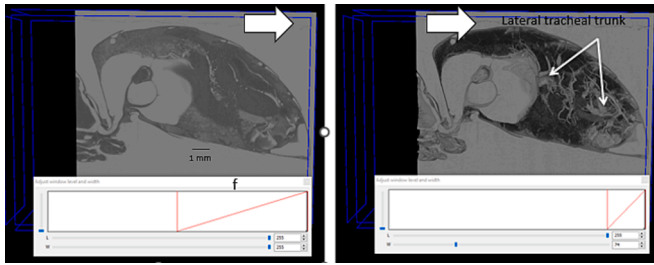 Lateral tracheal trunk
1 mm
f
Adjust window level and width
L 255
W 255
Adjust window level and width
L 255
W 74